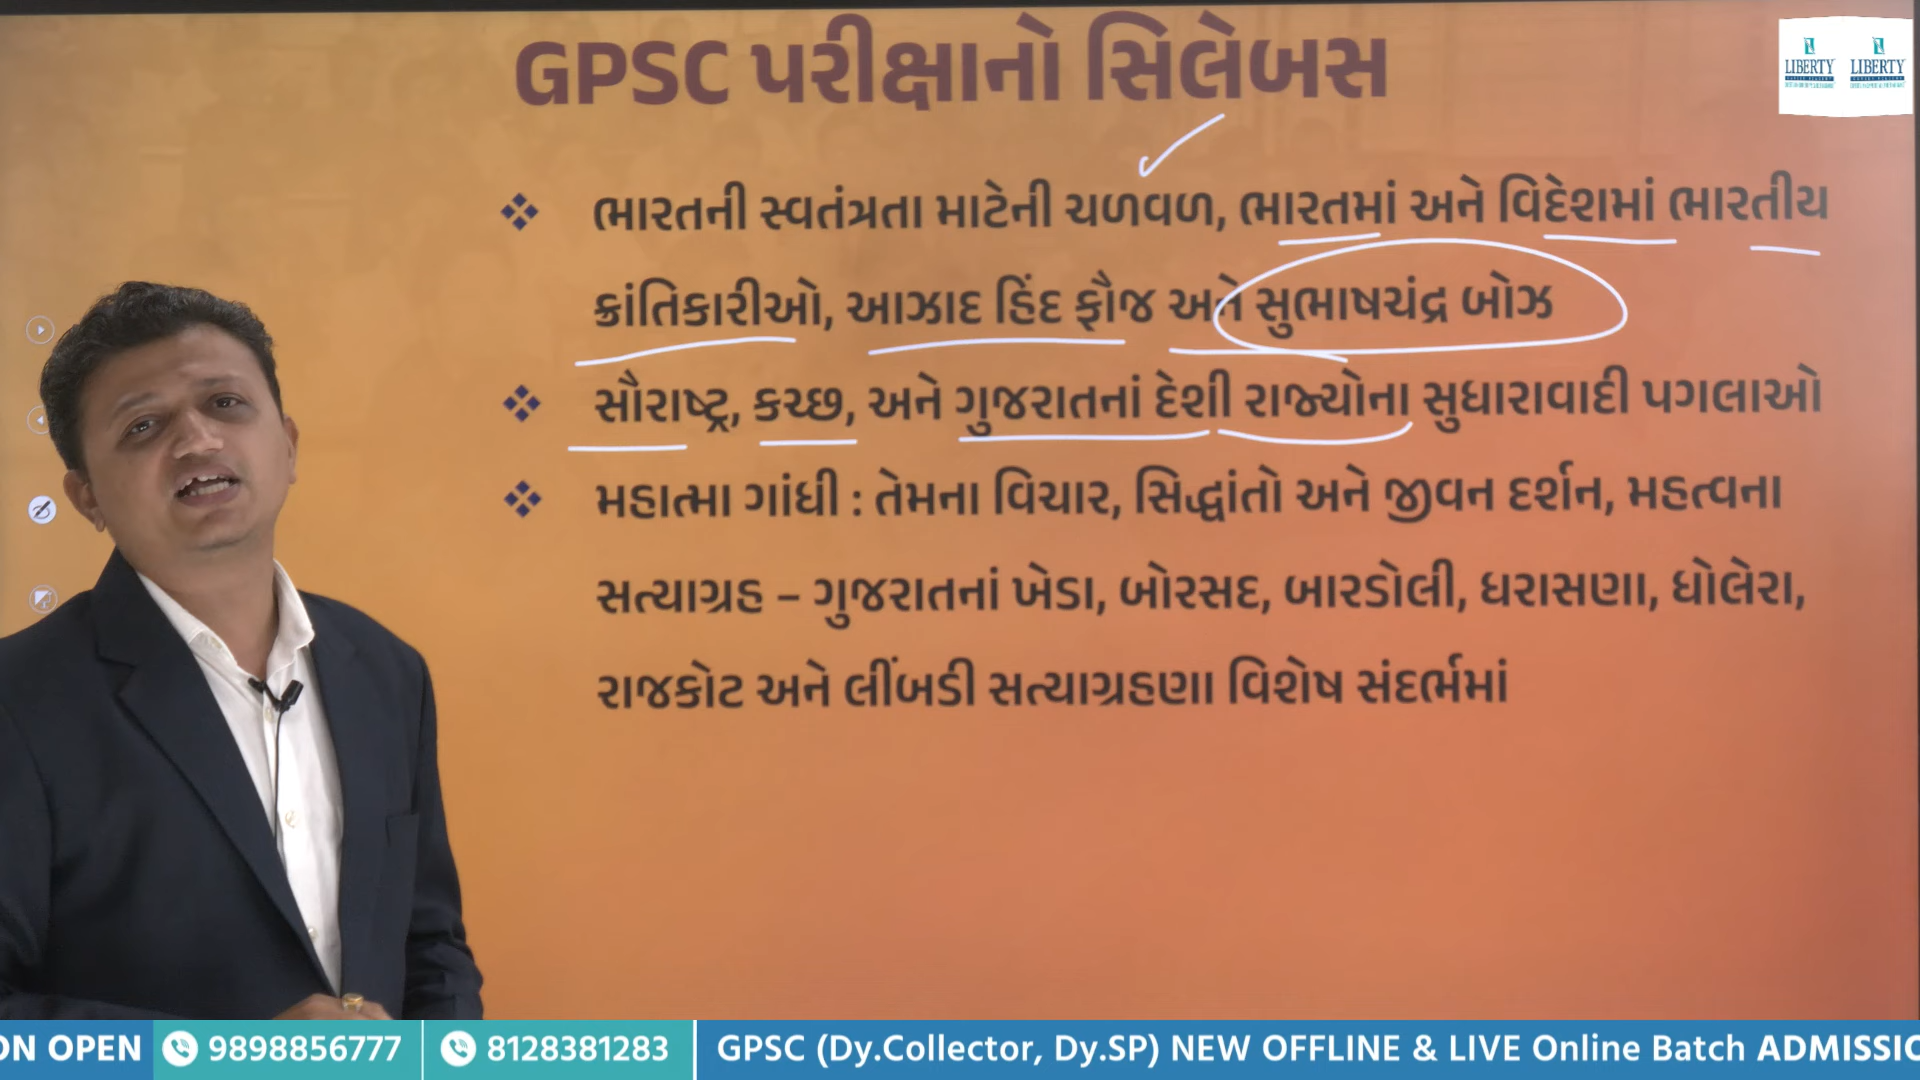 GPSC પરીક્ષાનો સિલેબસ
LIBERTY LIBERTY
ભારતની સ્વતંત્રતા માટેની ચળવળ, ભારતમાં અને વિદેશમાં ભારતીય
ક્રાંતિકારીઓ, આઝાદ હિંદ ફૌજ અને સુભાષચંદ્ર બોઝ
સૌરાષ્ટ્ર, કચ્છ, અને ગુજરાતનાં દેશી રાજ્યોના સુધારાવાદી પગલાઓ
મહાત્મા ગાંધી : તેમના વિચાર, સિદ્ધાંતો અને જીવન દર્શન, મહત્વના
સત્યાગ્રહ – ગુજરાતનાં ખેડા, બોરસદ, બારડોલી, ધરાસણા, ધોલેરા,
રાજકોટ અને લીંબડી સત્યાગ્રહણા વિશેષ સંદર્ભમાં
ON OPEN 9898856777 8128381283 GPSC (Dy.Collector, Dy.SP) NEW OFFLINE & LIVE Online Batch ADMISSIO